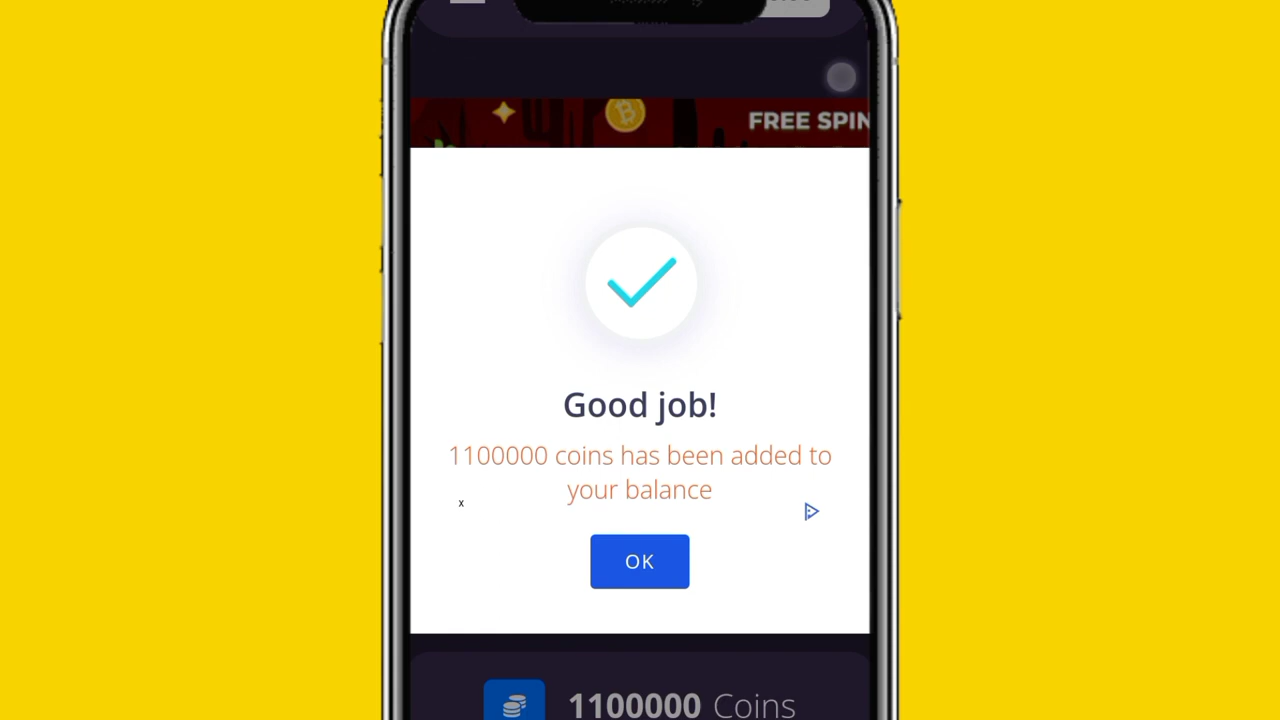 FREE SPIN
Good job!
1100000 coins has been added to
your balance
x
OK
1100000 Coins